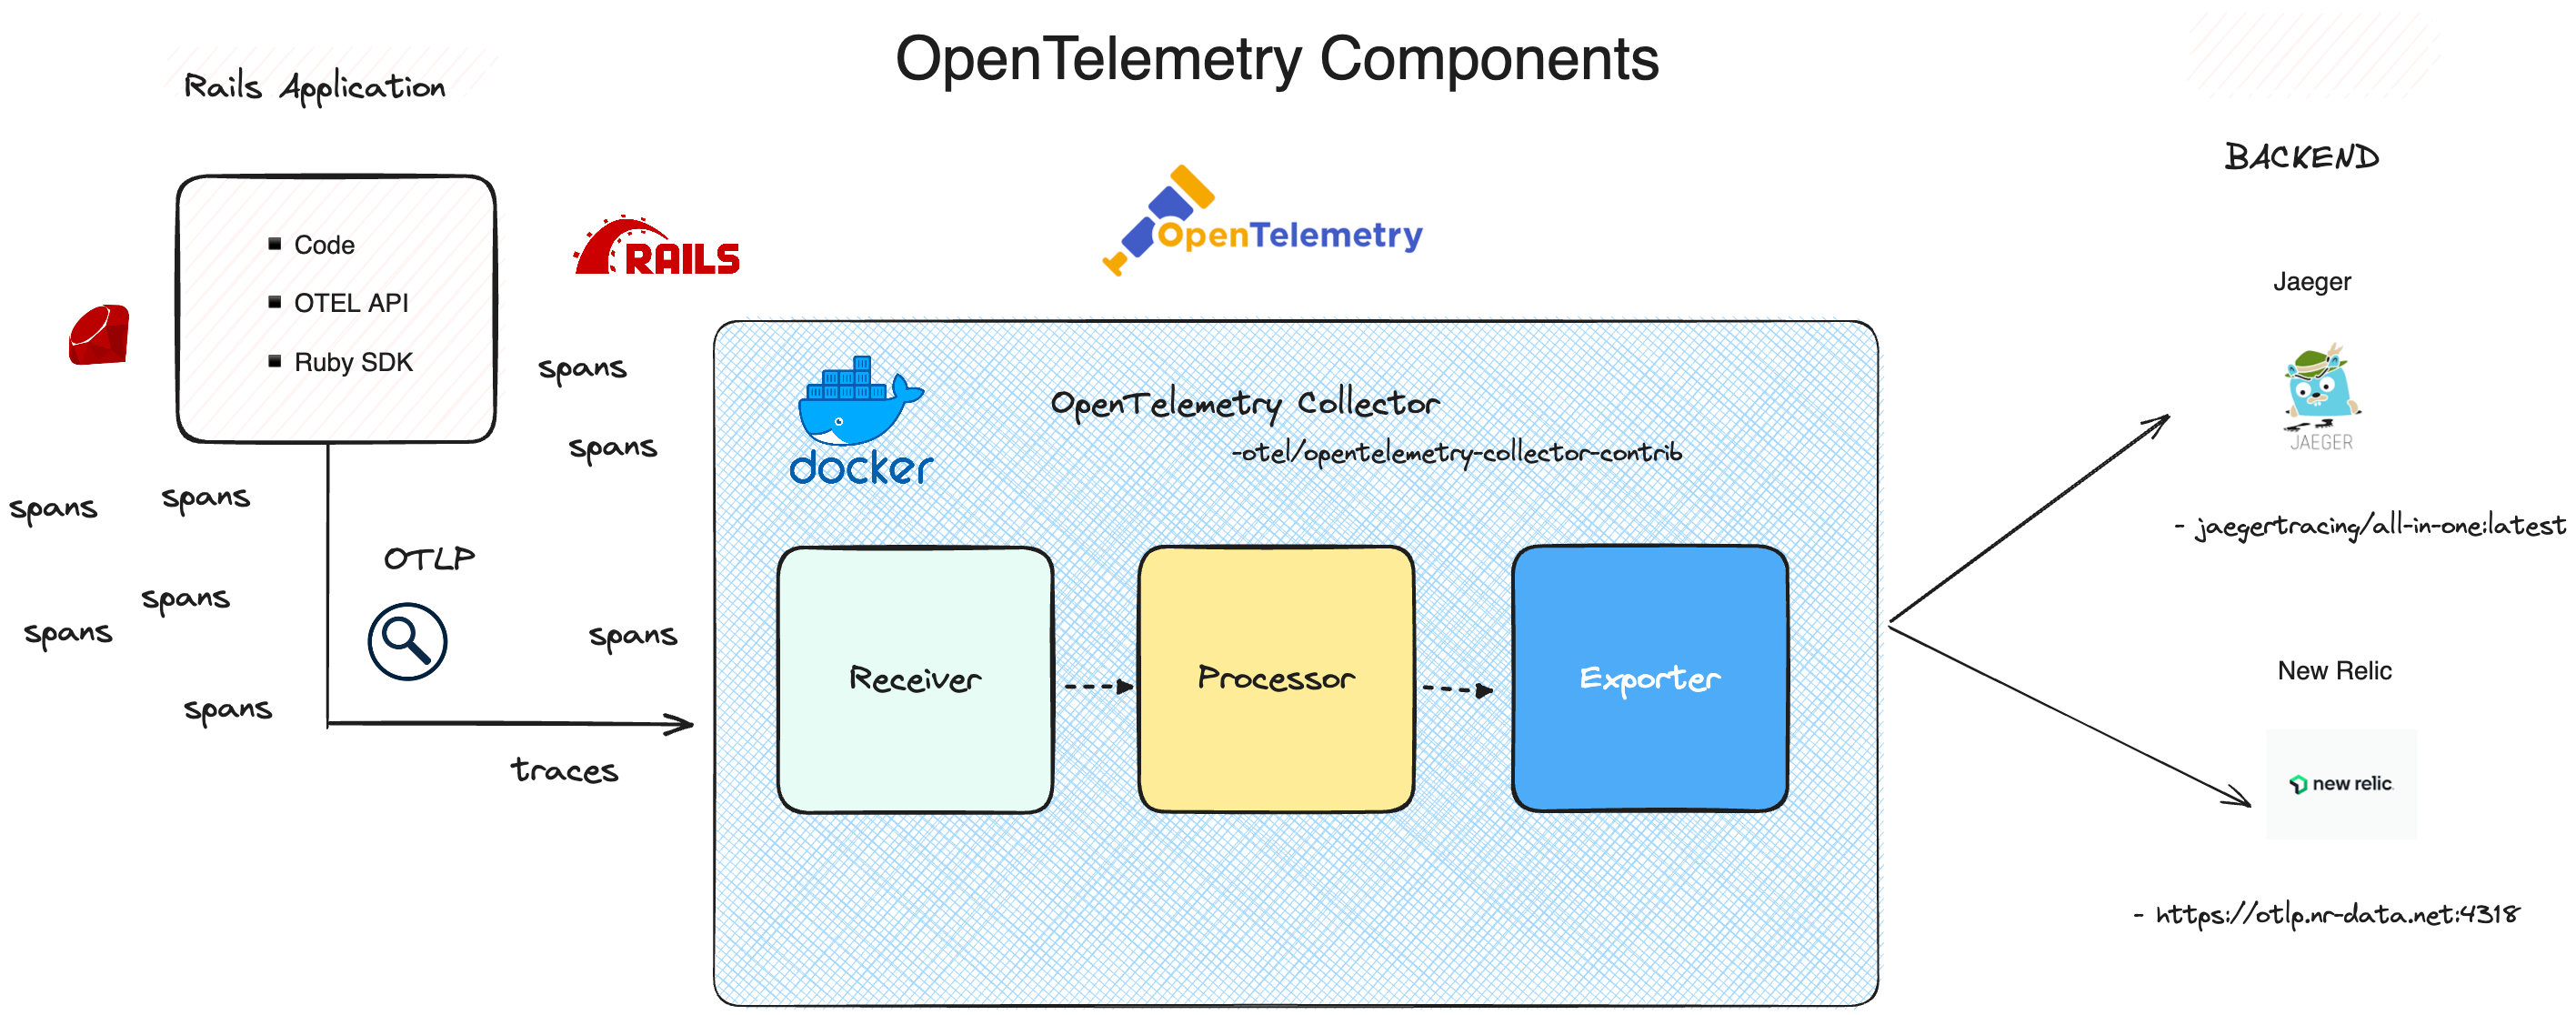 OpenTelemetry Components
Rails Application
Code
OTEL API
Ruby SDK
RAILS
spans
spans
spans
spans
spans
spans
spans
spans
OTLP
traces
OpenTelemetry
docker
OpenTelemetry Collector
-otel/opentelemetry-collector-contrib
Receiver
Processor
Exporter
BACKEND
Jaeger
JAEGER
- jaegertracing/all-in-one:latest
New Relic
new relic
- https://otlp.nr-data.net:4318